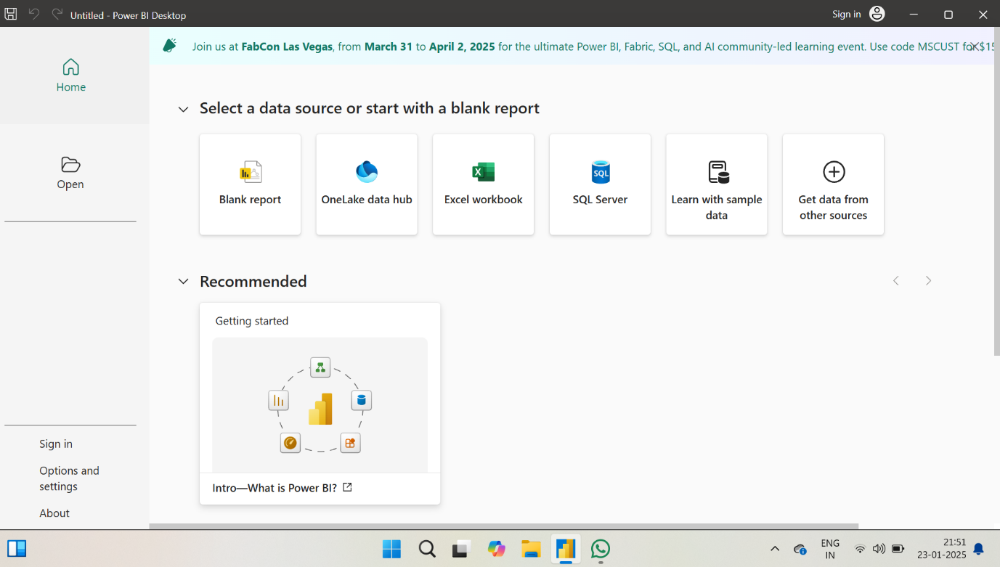 Untitled - Power BI Desktop
Sign in
Join us at FabCon Las Vegas, from March 31 to April 2, 2025 for the ultimate Power BI, Fabric, SQL, and AI community-led learning event. Use code MSCUST for $15
Home
Open
Select a data source or start with a blank report
Blank report
OneLake data hub
Excel workbook
SQL
SQL Server
Learn with sample
data
Get data from
other sources
Recommended
Getting started
Intro—What is Power BI?
Sign in
Options and
settings
About
ENG
IN
21:51
23-01-2025